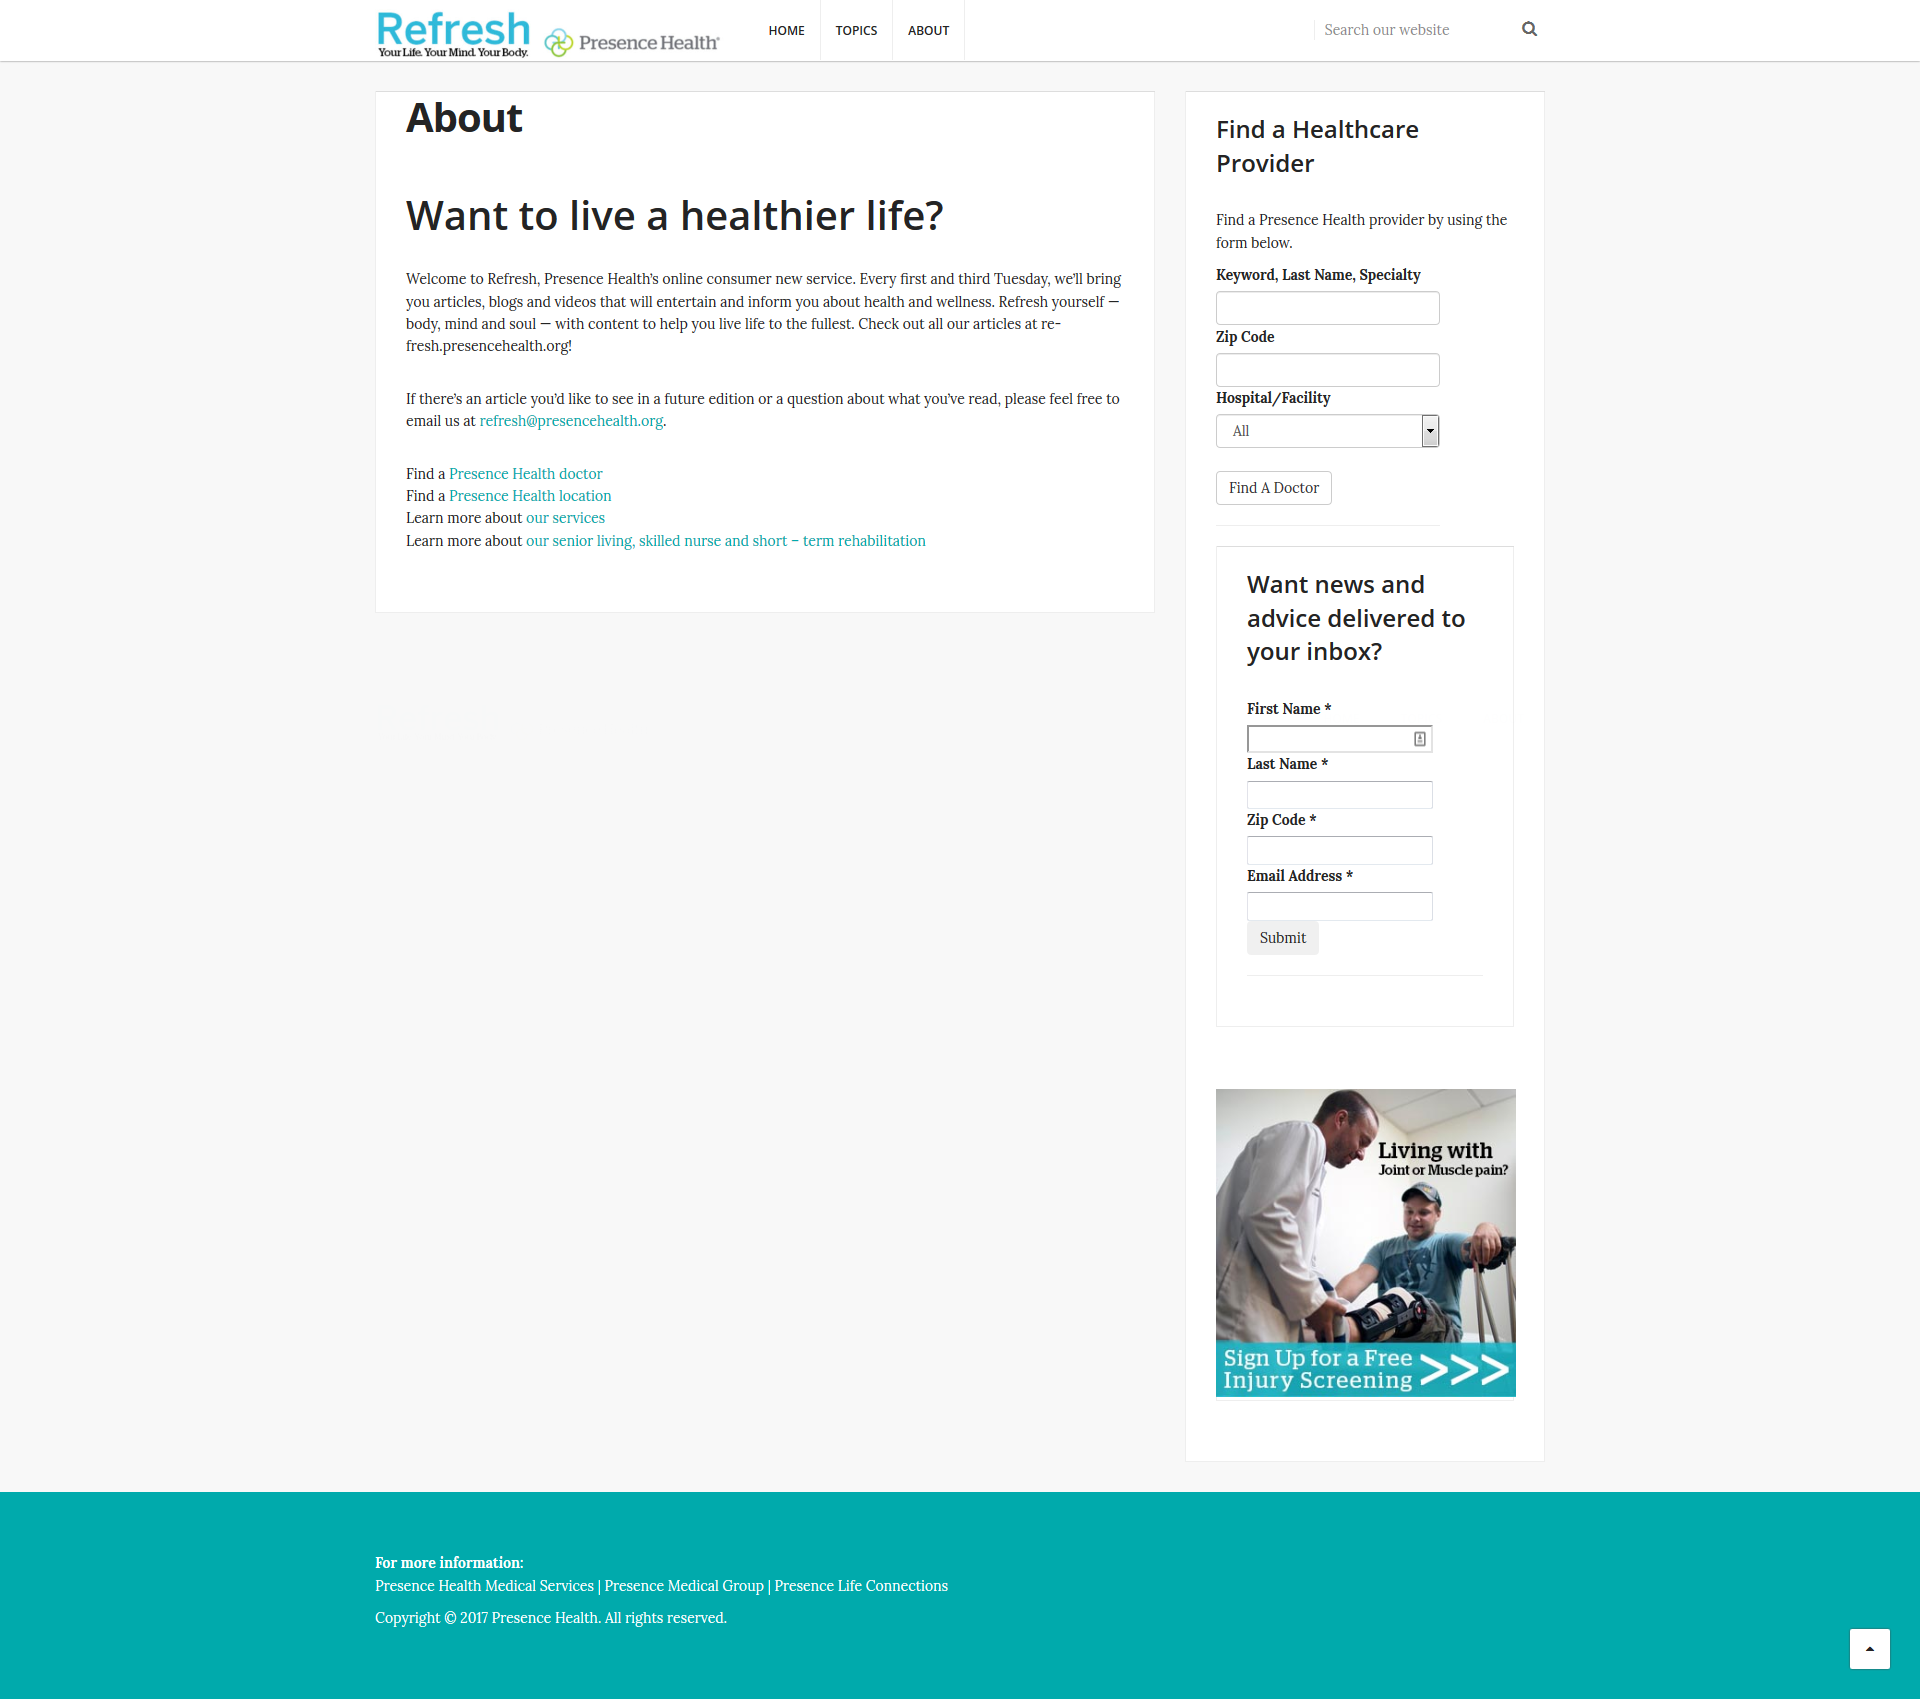 Refresh
Your Life. Your Mind. Your Body.
Presence Health®
HOME
TOPICS
ABOUT
Search our website
About
Want to live a healthier life?
Welcome to Refresh, Presence Health's online consumer new service. Every first and third Tuesday, we'll bring
you articles, blogs and videos that will entertain and inform you about health and wellness. Refresh yourself —
body, mind and soul — with content to help you live life to the fullest. Check out all our articles at re-
fresh.presencehealth.org!
If there's an article you'd like to see in a future edition or a question about what you've read, please feel free to
email us at refresh@presencehealth.org.
Find a Presence Health doctor
Find a Presence Health location
Learn more about our services
Learn more about our senior living, skilled nurse and short – term rehabilitation
Find a Healthcare
Provider
Find a Presence Health provider by using the
form below.
Keyword, Last Name, Specialty
Zip Code
Hospital/Facility
All
Find A Doctor
Want news and
advice delivered to
your inbox?
First Name *
Last Name *
Zip Code *
Email Address *
Submit
Living with
Joint or Muscle pain?
Sign Up for a Free
Injury Screening >>>
For more information:
Presence Health Medical Services | Presence Medical Group | Presence Life Connections
Copyright © 2017 Presence Health. All rights reserved.